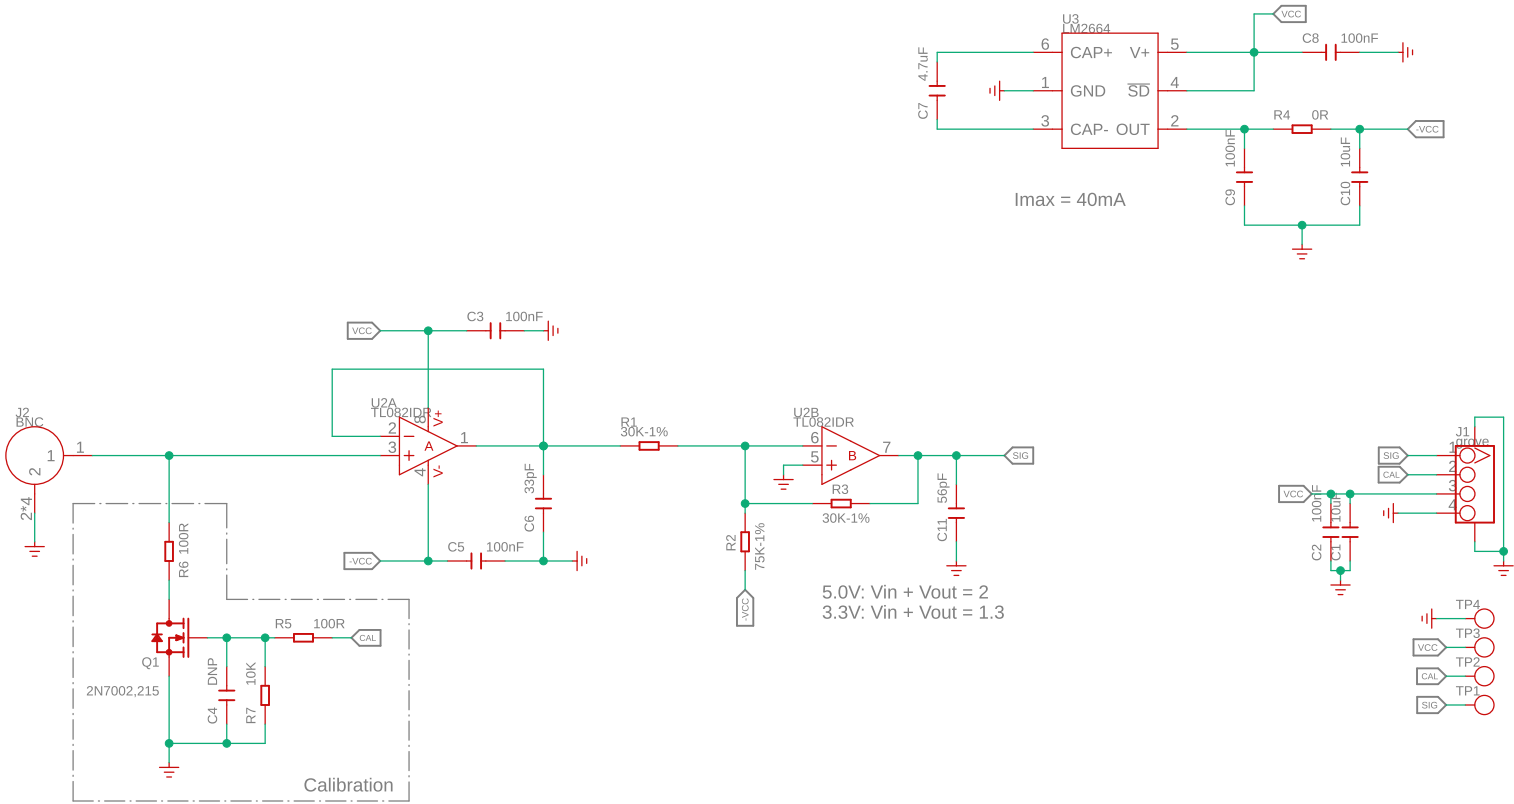 U3
LM2664
VCC
6 CAP+ V+ 5
C8 100nF
4.7uF
C7
1 GND SD 4
3 CAP- OUT 2
R4 0R
-VCC
100nF
C9
10uF
C10
Imax = 40mA
VCC
C3 100nF
U2A
TL082IDR
8
V+
2
3
A
1
4
V-
33pF
C6
-VCC
C5 100nF
J2
BNC
1
1
2
2*4
R1
30K-1%
U2B
TL082IDR
6
5
B
7
SIG
R3
30K-1%
R2
75K-1%
-VCC
56pF
C11
5.0V: Vin + Vout = 2
3.3V: Vin + Vout = 1.3
R6 100R
Q1
2N7002,215
R5 100R
CAL
DNP
C4
10K
R7
Calibration
J1
grove
SIG
1
CAL
2
VCC
3
4
100nF
C2
10uF
C1
TP4
TP3
VCC
TP2
CAL
TP1
SIG